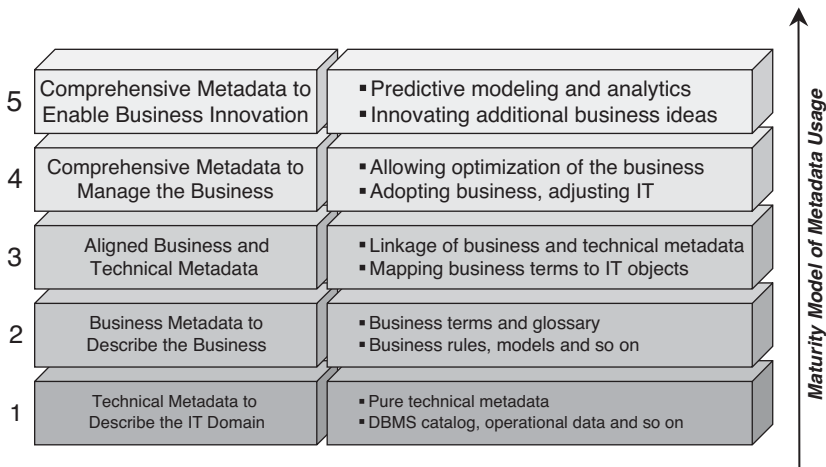 5
Comprehensive Metadata to
Enable Business Innovation
▪ Predictive modeling and analytics
▪ Innovating additional business ideas
4
Comprehensive Metadata to
Manage the Business
▪ Allowing optimization of the business
▪ Adopting business, adjusting IT
3
Aligned Business and
Technical Metadata
▪ Linkage of business and technical metadata
▪ Mapping business terms to IT objects
2
Business Metadata to
Describe the Business
▪ Business terms and glossary
▪ Business rules, models and so on
1
Technical Metadata to
Describe the IT Domain
▪ Pure technical metadata
▪ DBMS catalog, operational data and so on
Maturity Model of Metadata Usage